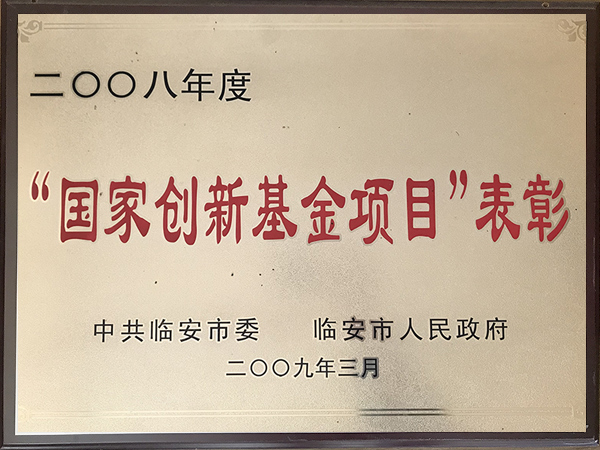 二〇〇八年度
“国家创新基金项目”表彰
中共临安市委 临安市人民政府
二〇〇九年三月